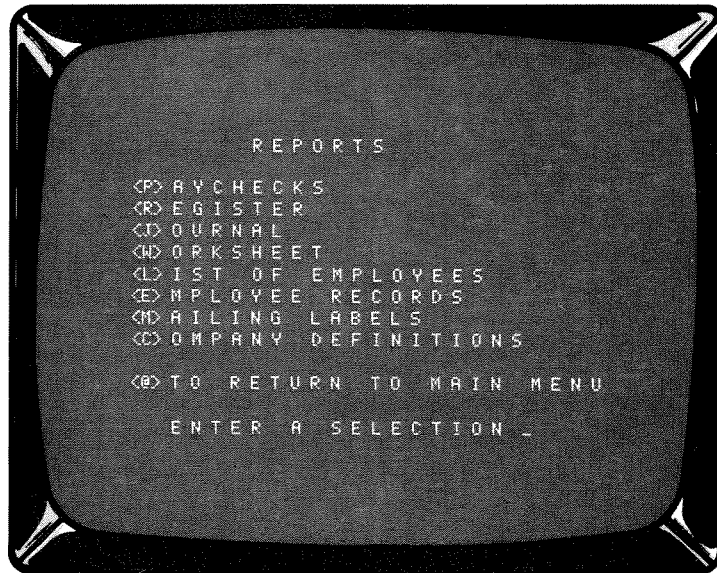 REPORTS
<P>AYCHECKS
<R>EGISTER
<J>OURNAL
<W>ORKSHEET
<L>IST OF EMPLOYEES
<E>MPLOYEE RECORDS
<M>AILING LABELS
<C>OMPANY DEFINITIONS
<@>TO RETURN TO MAIN MENU
ENTER A SELECTION _